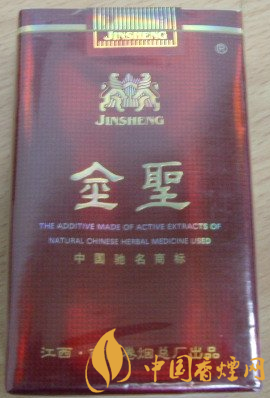 JINSHENG
®
JINSHENG
金聖
THE ADDITIVE MADE OF ACTIVE EXTRACTS OF
NATURAL CHINESE HERBAL MEDICINE USED
中国驰名商标
江西·卷烟总厂出品
中国香烟网